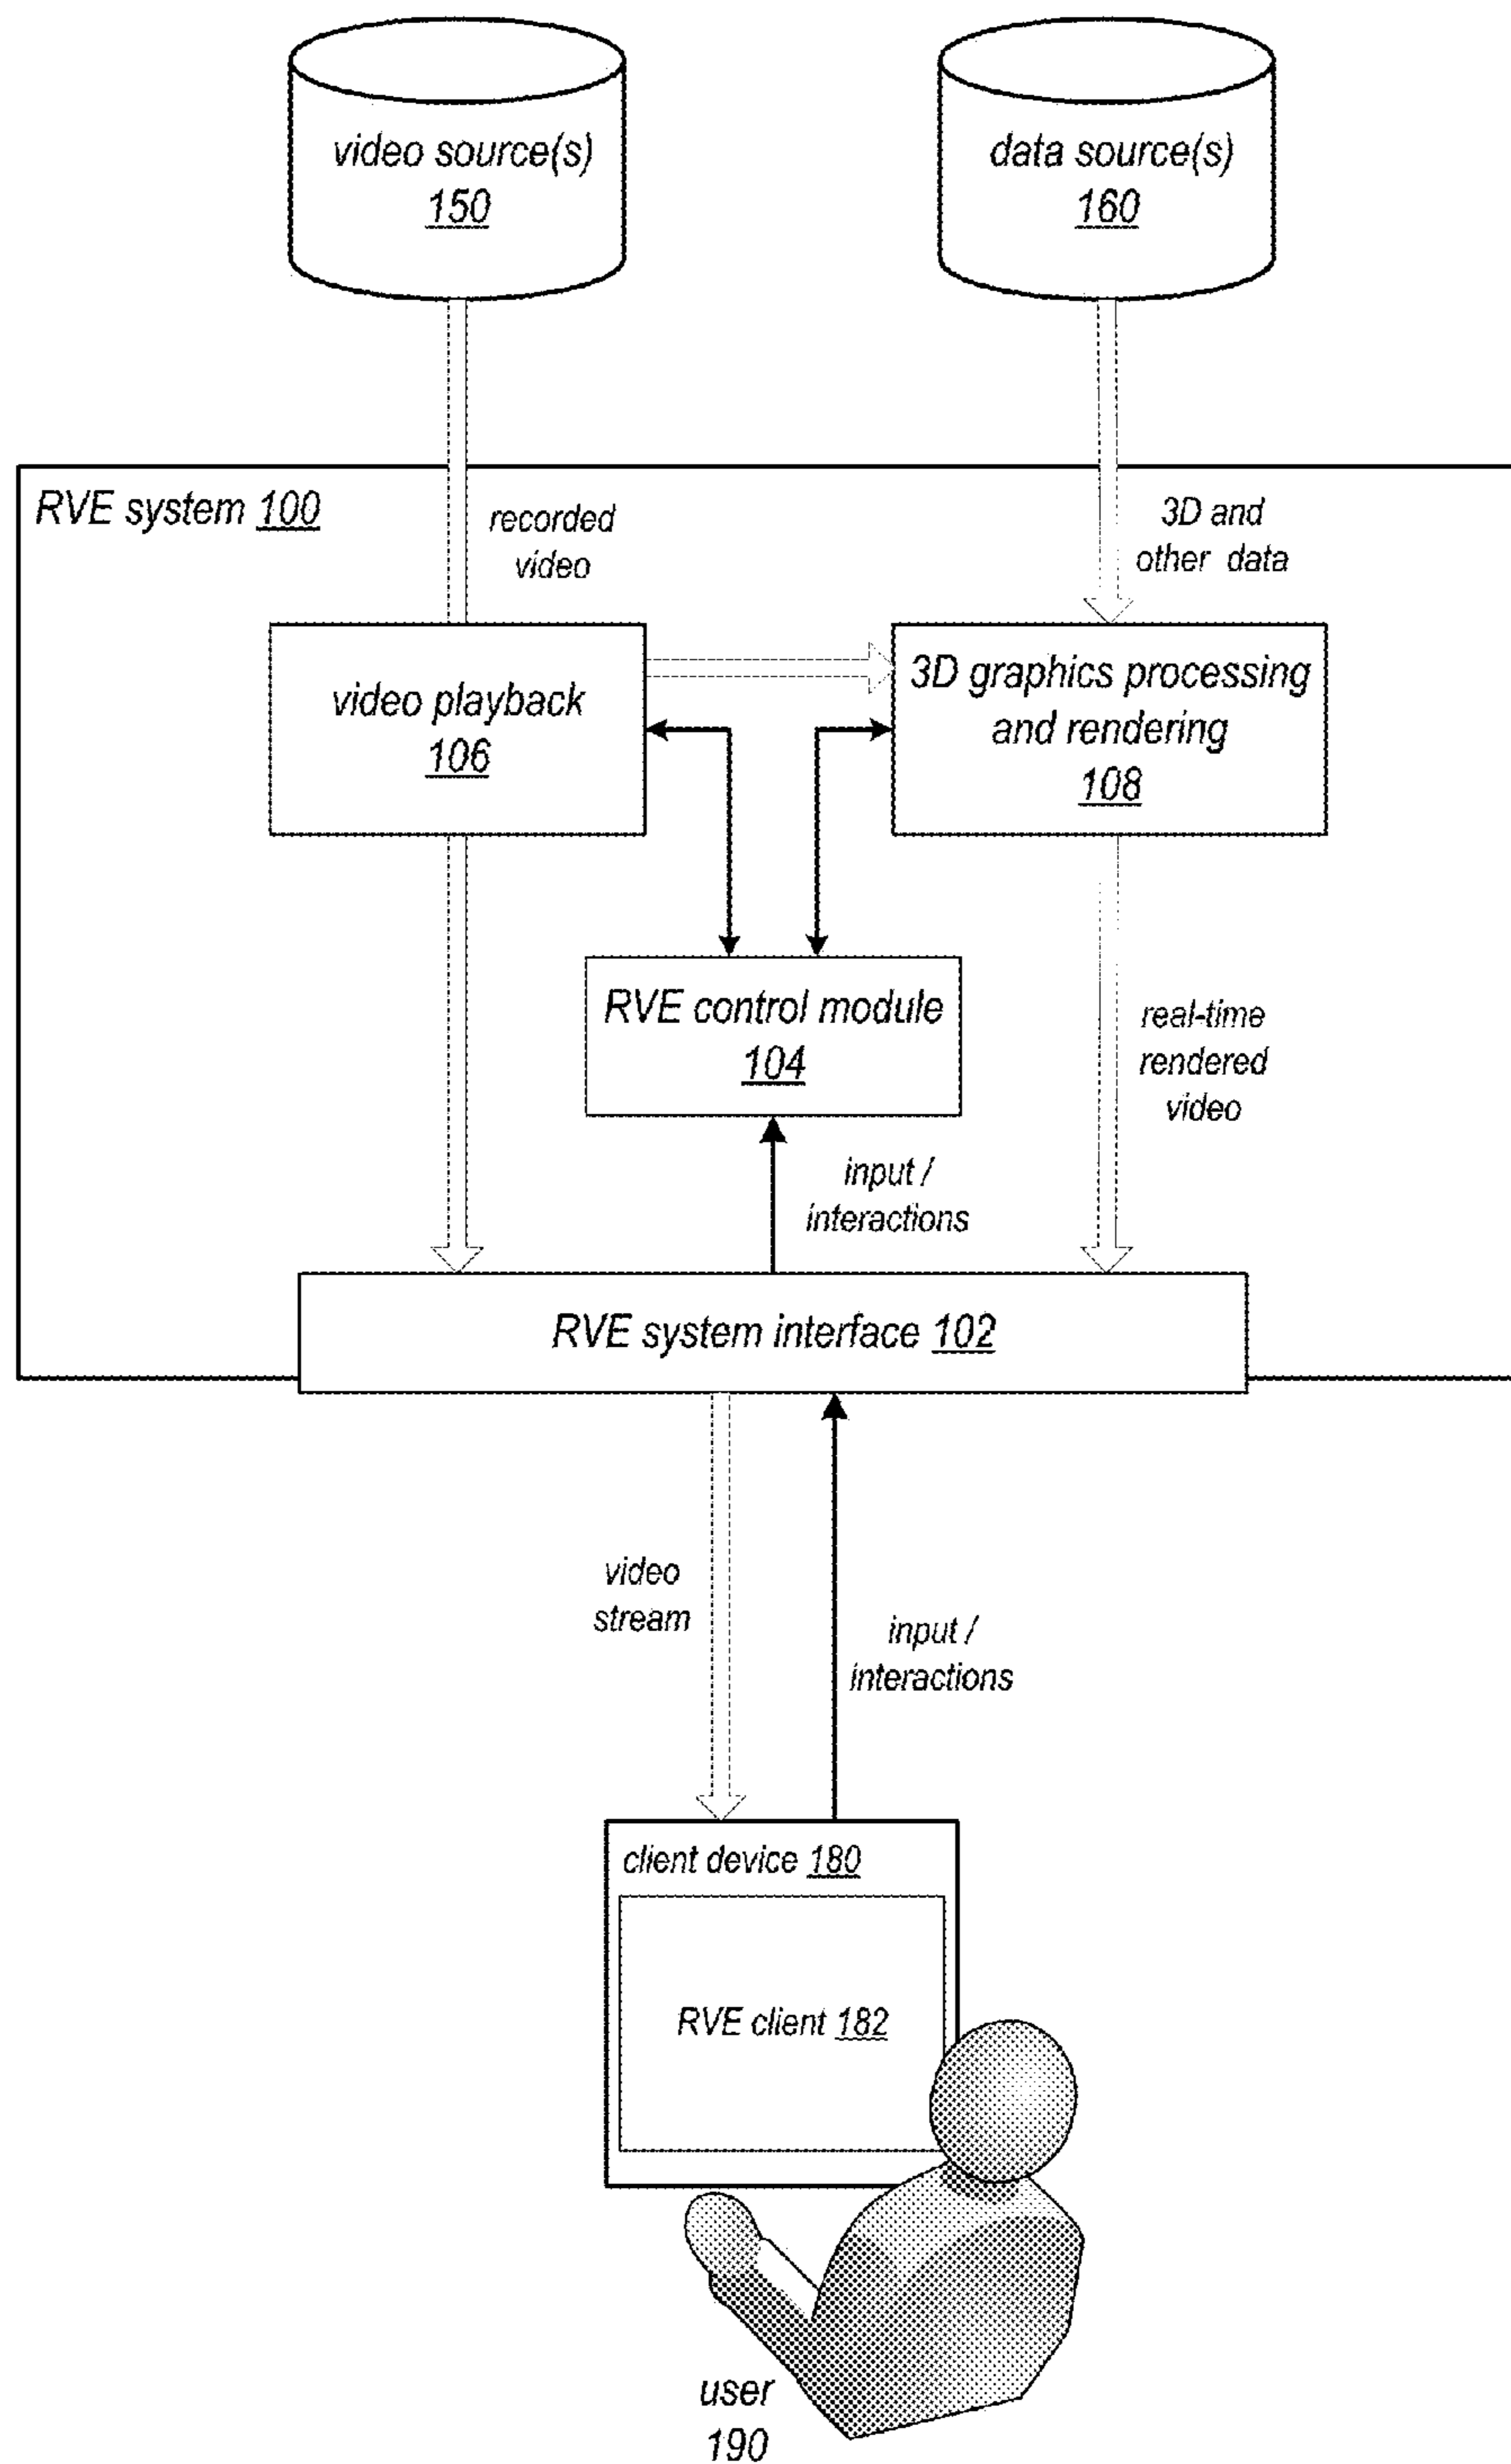 video source(s)
150
data source(s)
160
RVE system 100
recorded
video
3D and
other data
video playback
106
3D graphics processing
and rendering
108
RVE control module
104
real-time
rendered
video
input /
interactions
RVE system interface 102
video
stream
input /
interactions
client device 180
RVE client 182
user
190